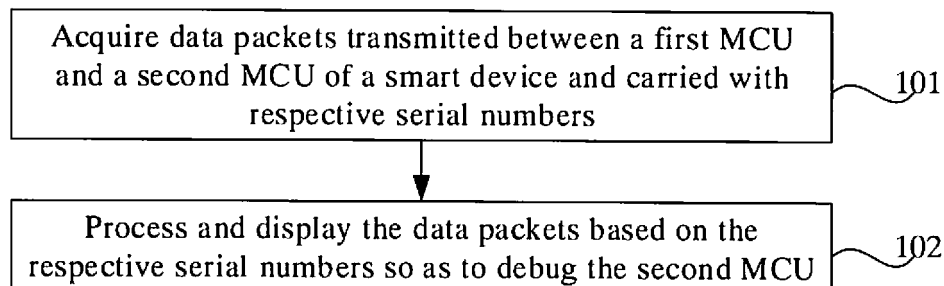 Acquire data packets transmitted between a first MCU
and a second MCU of a smart device and carried with
respective serial numbers
101
Process and display the data packets based on the
respective serial numbers so as to debug the second MCU
102